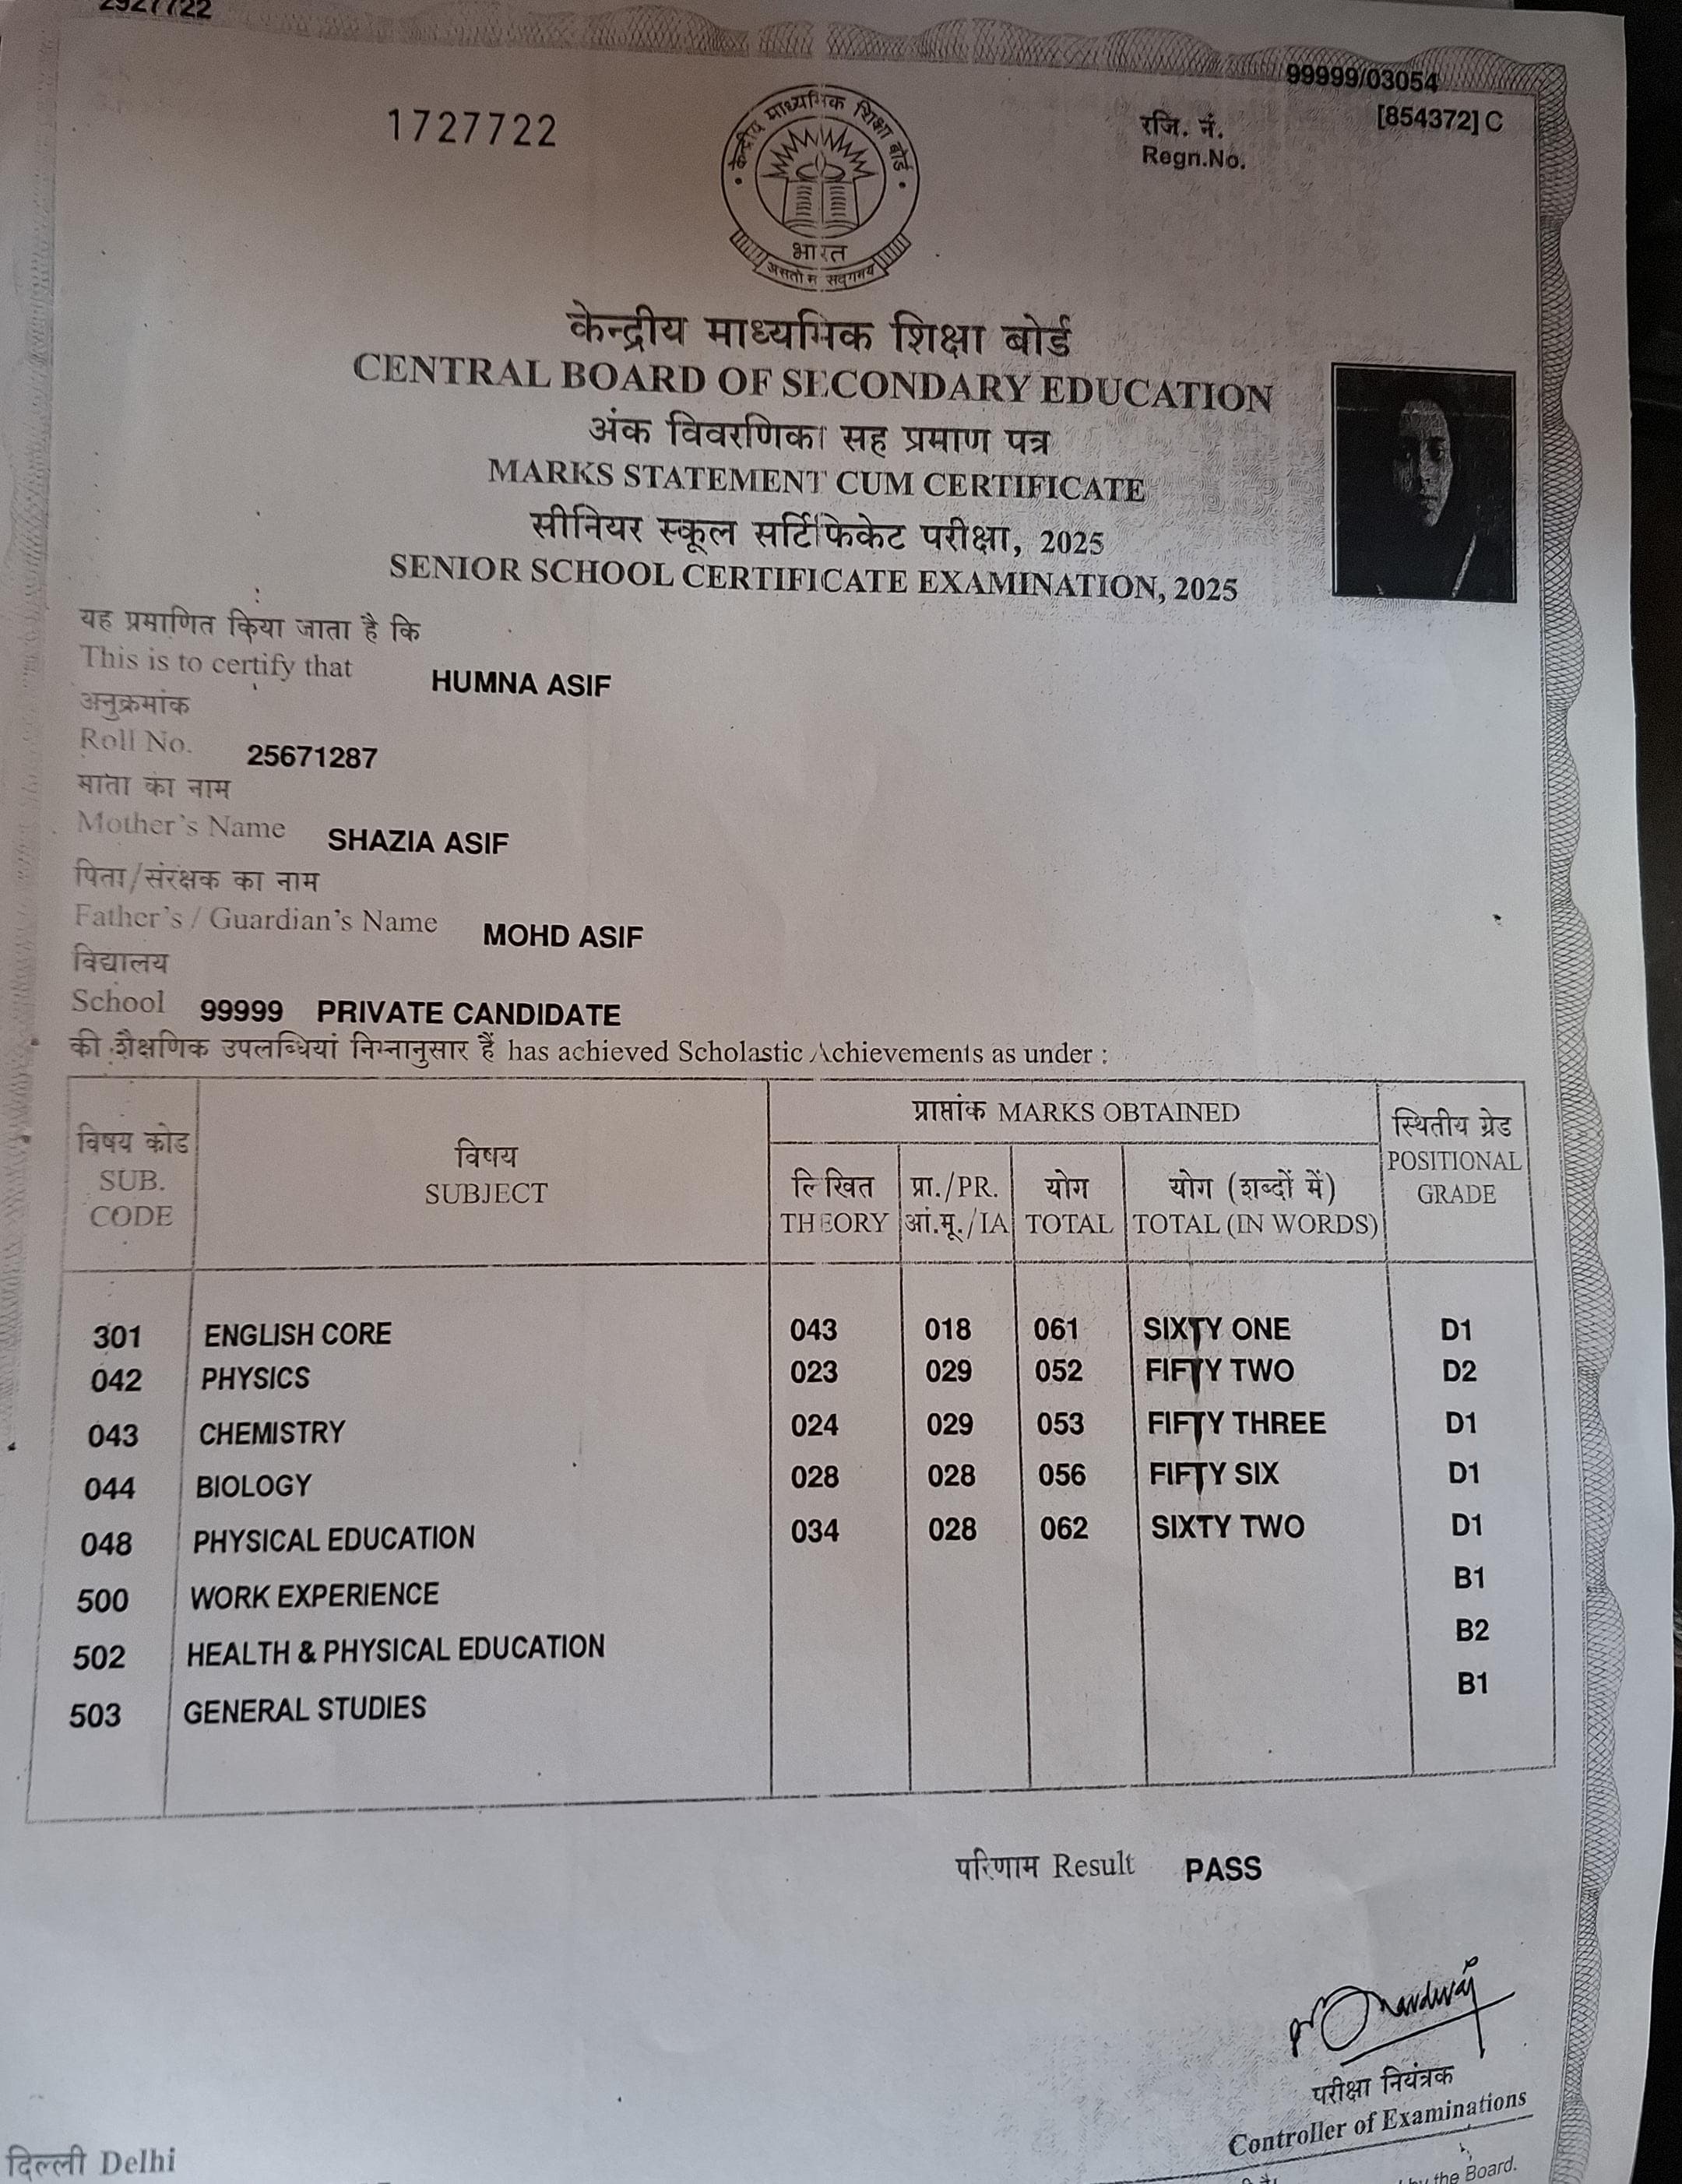 1727722
99999/03054
[854372] C
रजि. नं.
Regn.No.
केन्द्रीय माध्यमिक शिक्षा बोर्ड
भारत
असतो म सद्गमय
केन्द्रीय माध्यमिक शिक्षा बोर्ड
CENTRAL BOARD OF SECONDARY EDUCATION
अंक विवरणिका सह प्रमाण पत्र
MARKS STATEMENT CUM CERTIFICATE
सीनियर स्कूल सर्टिफिकेट परीक्षा, 2025
SENIOR SCHOOL CERTIFICATE EXAMINATION, 2025
यह प्रमाणित किया जाता है कि
This is to certify that HUMNA ASIF
अनुक्रमांक
Roll No. 25671287
माता का नाम
Mother's Name SHAZIA ASIF
पिता/संरक्षक का नाम
Father's / Guardian's Name MOHD ASIF
विद्यालय
School 99999 PRIVATE CANDIDATE
की शैक्षणिक उपलब्धियां निम्नानुसार हैं has achieved Scholastic Achievements as under :
विषय कोड SUB. CODE
विषय SUBJECT
प्राप्तांक MARKS OBTAINED
लिखित THEORY
प्रा./PR. आं.मू./IA
योग TOTAL
योग (शब्दों में) TOTAL (IN WORDS)
स्थितीय ग्रेड POSITIONAL GRADE
301 ENGLISH CORE 043 018 061 SIXTY ONE D1
042 PHYSICS 023 029 052 FIFTY TWO D2
043 CHEMISTRY 024 029 053 FIFTY THREE D1
044 BIOLOGY 028 028 056 FIFTY SIX D1
048 PHYSICAL EDUCATION 034 028 062 SIXTY TWO D1
500 WORK EXPERIENCE B1
502 HEALTH & PHYSICAL EDUCATION B2
503 GENERAL STUDIES B1
परिणाम Result PASS
परीक्षा नियंत्रक
Controller of Examinations
दिल्ली Delhi
the Board.